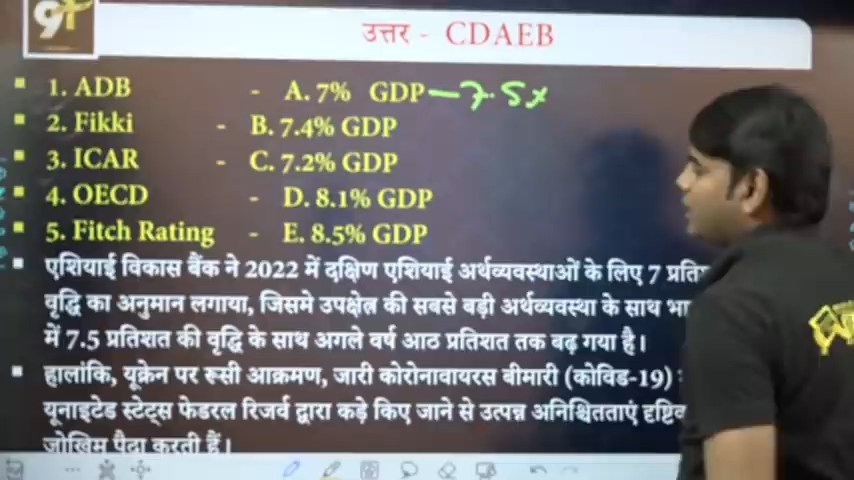 उत्तर - CDAEB
1. ADB - A. 7% GDP – 7.5%
2. Fikki - B. 7.4% GDP
3. ICAR - C. 7.2% GDP
4. OECD - D. 8.1% GDP
5. Fitch Rating - E. 8.5% GDP
एशियाई विकास बैंक ने 2022 में दक्षिण एशियाई अर्थव्यवस्थाओं के लिए 7
वृद्धि का अनुमान लगाया, जिसमे उपक्षेत्र की सबसे बड़ी अर्थव्यवस्था के साथ
में 7.5 प्रतिशत की वृद्धि के साथ अगले वर्ष आठ प्रतिशत तक बढ़ गया है।
हालांकि, यूक्रेन पर रूसी आक्रमण, जारी कोरोनावायरस बीमारी (कोविड-19)
यूनाइटेड स्टेट्स फेडरल रिजर्व द्वारा कड़े किए जाने से उत्पन्न अनिश्चितताएं
जोखिम पैदा करती हैं।